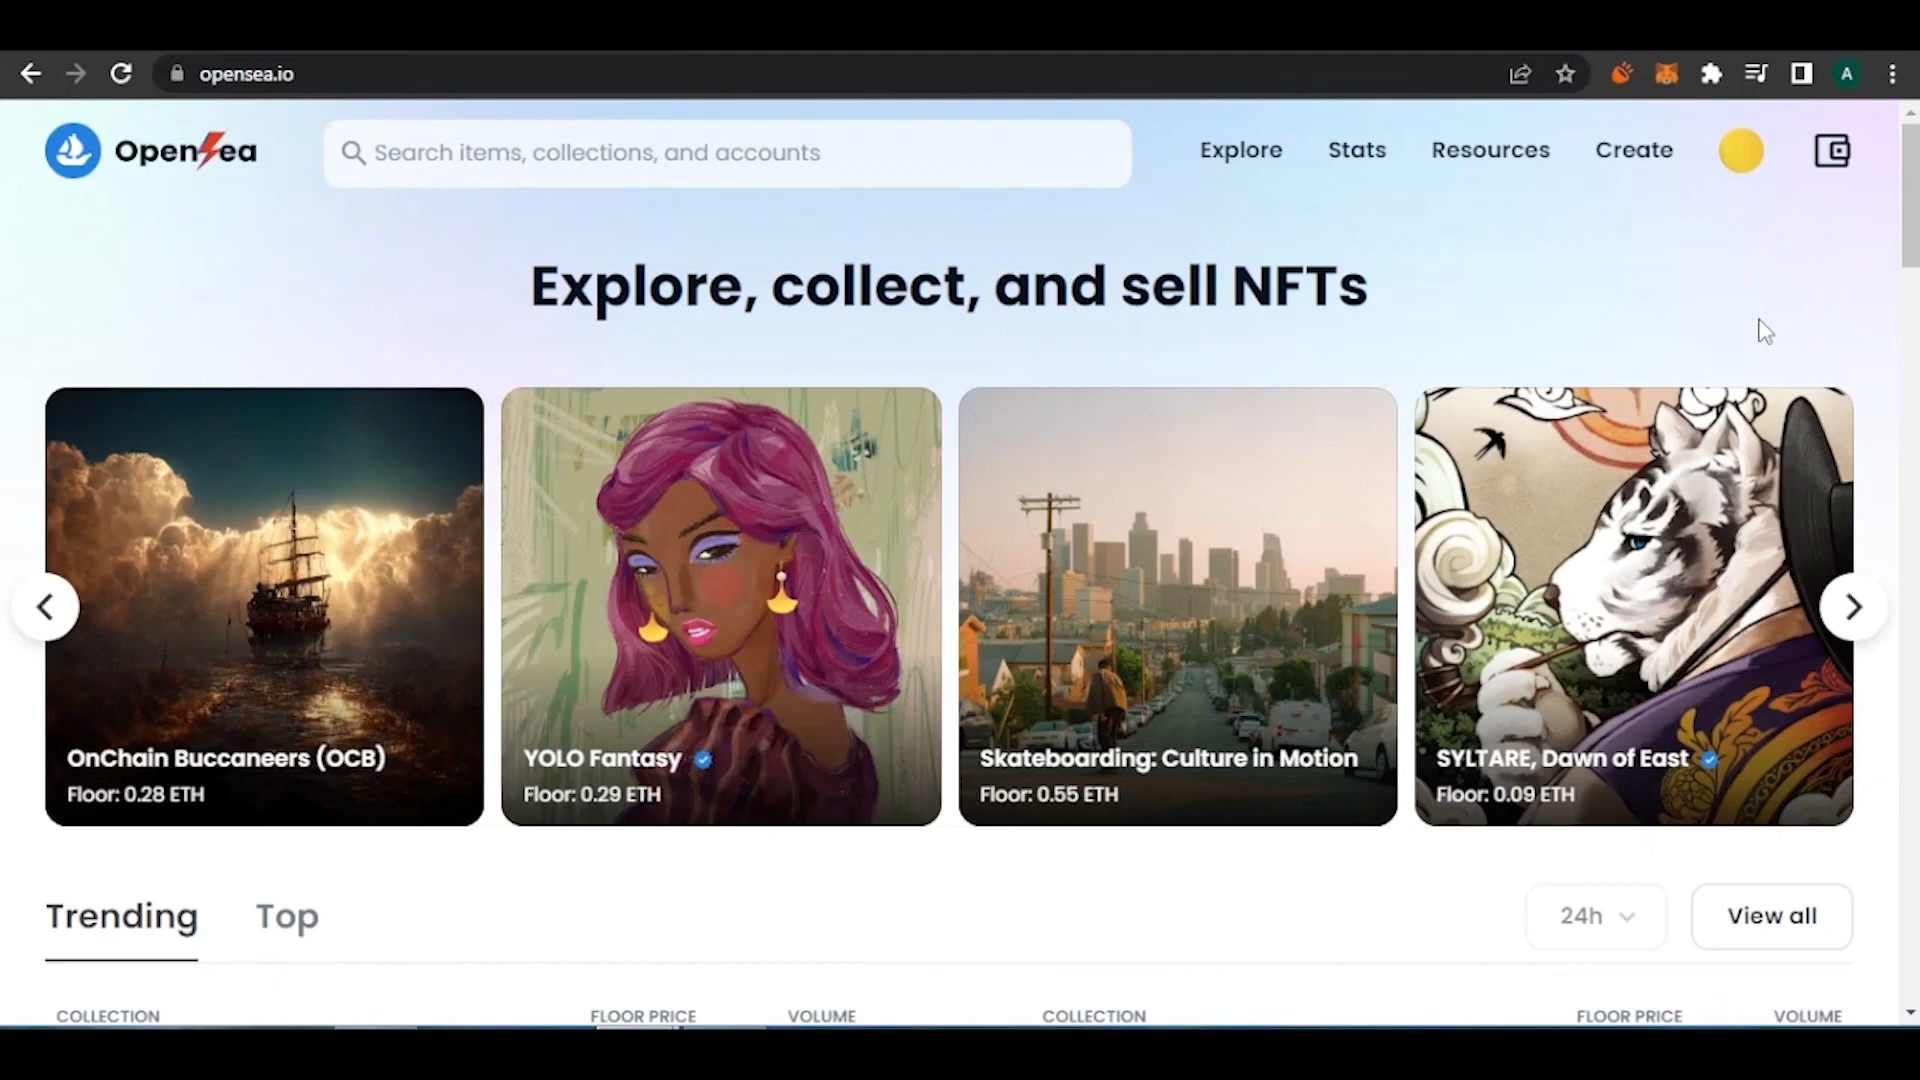 opensea.io
A
OpenSea
Search items, collections, and accounts
Explore
Stats
Resources
Create
Explore, collect, and sell NFTs
OnChain Buccaneers (OCB)
Floor: 0.28 ETH
YOLO Fantasy
Floor: 0.29 ETH
Skateboarding: Culture in Motion
Floor: 0.55 ETH
SYLTARE, Dawn of East
Floor: 0.09 ETH
Trending
Top
24h
View all
COLLECTION
FLOOR PRICE
VOLUME
COLLECTION
FLOOR PRICE
VOLUME